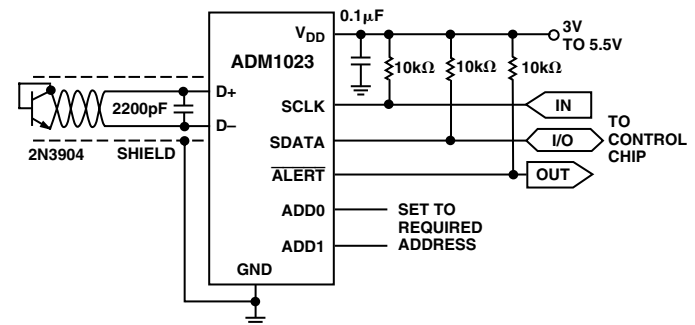 0.1µF
VDD
3V
TO 5.5V
ADM1023
10kΩ
10kΩ
10kΩ
D+
2200pF
SCLK
IN
D–
TO
CONTROL
CHIP
SDATA
I/O
2N3904
SHIELD
ALERT
OUT
ADD0
SET TO
REQUIRED
ADDRESS
ADD1
GND